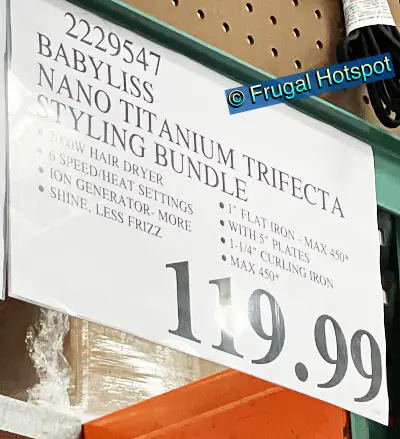 2229547
BABYLISS
NANO TITANIUM TRIFECTA
STYLING BUNDLE
• 2000W HAIR DRYER
• 6 SPEED/HEAT SETTINGS
• ION GENERATOR- MORE
• SHINE, LESS FRIZZ
• 1" FLAT IRON - MAX 450*
• WITH 5" PLATES
• 1-1/4" CURLING IRON
• MAX 450*
119.99
© Frugal Hotspot